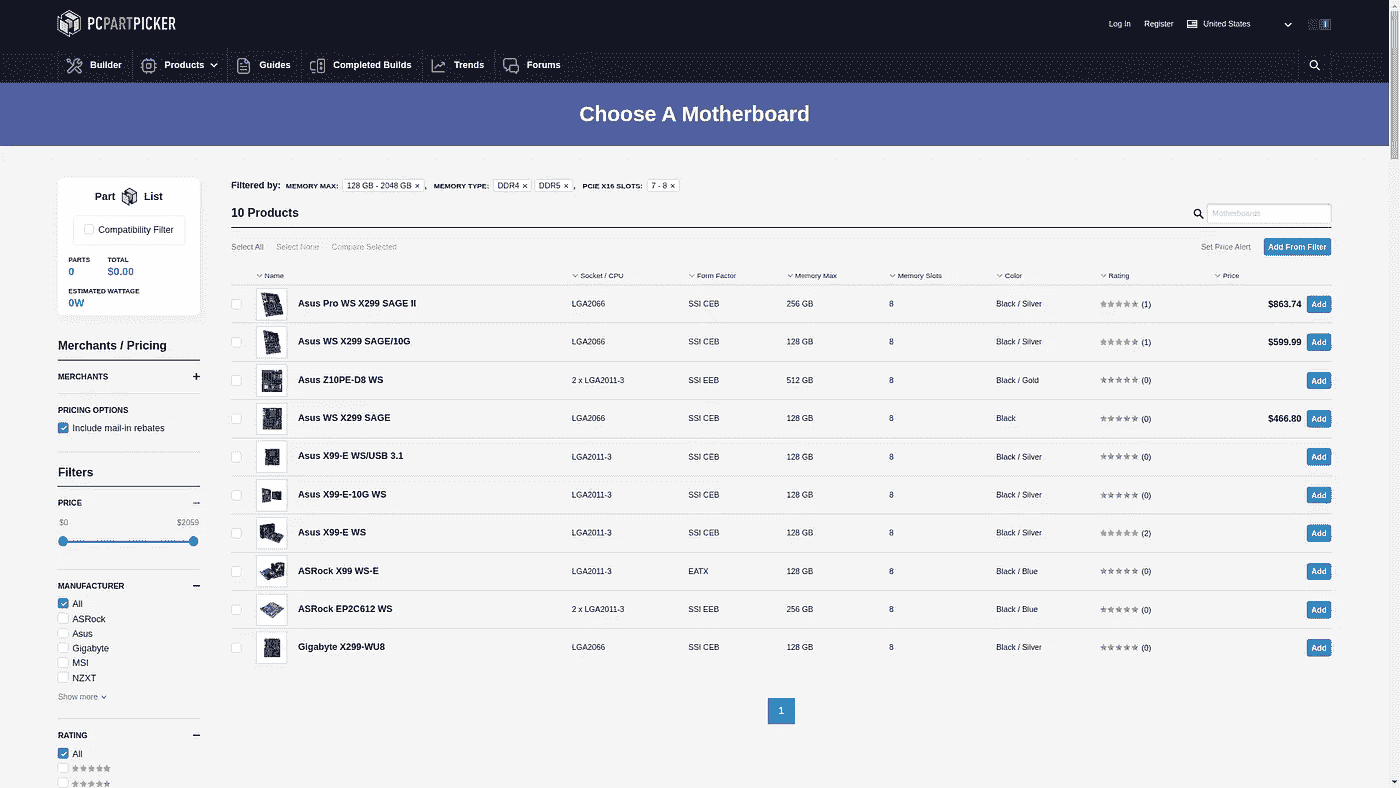 PCPARTPICKER
Log In Register United States
Builder Products Guides Completed Builds Trends Forums
Choose A Motherboard
Part List
Compatibility Filter
PARTS TOTAL
0 $0.00
ESTIMATED WATTAGE
0W
Merchants / Pricing
MERCHANTS +
PRICING OPTIONS
Include mail-in rebates
Filters
PRICE
$0 $2059
MANUFACTURER
All
ASRock
Asus
Gigabyte
MSI
NZXT
Show more
RATING
All
Filtered by: MEMORY MAX: 128 GB - 2048 GB ×, MEMORY TYPE: DDR4 × DDR5 ×, PCIE X16 SLOTS: 7 - 8 ×
10 Products Motherboards
Select All Select None Compare Selected Set Price Alert Add From Filter
Name Socket / CPU Form Factor Memory Max Memory Slots Color Rating Price
Asus Pro WS X299 SAGE II LGA2066 SSI CEB 256 GB 8 Black / Silver (1) $863.74 Add
Asus WS X299 SAGE/10G LGA2066 SSI CEB 128 GB 8 Black / Silver (1) $599.99 Add
Asus Z10PE-D8 WS 2 x LGA2011-3 SSI EEB 512 GB 8 Black / Gold (0) Add
Asus WS X299 SAGE LGA2066 SSI CEB 128 GB 8 Black (0) $466.80 Add
Asus X99-E WS/USB 3.1 LGA2011-3 SSI CEB 128 GB 8 Black / Silver (0) Add
Asus X99-E-10G WS LGA2011-3 SSI CEB 128 GB 8 Black / Silver (0) Add
Asus X99-E WS LGA2011-3 SSI CEB 128 GB 8 Black / Silver (2) Add
ASRock X99 WS-E LGA2011-3 EATX 128 GB 8 Black / Blue (0) Add
ASRock EP2C612 WS 2 x LGA2011-3 SSI EEB 256 GB 8 Black / Blue (0) Add
Gigabyte X299-WU8 LGA2066 SSI CEB 128 GB 8 Black / Silver (0) Add
1